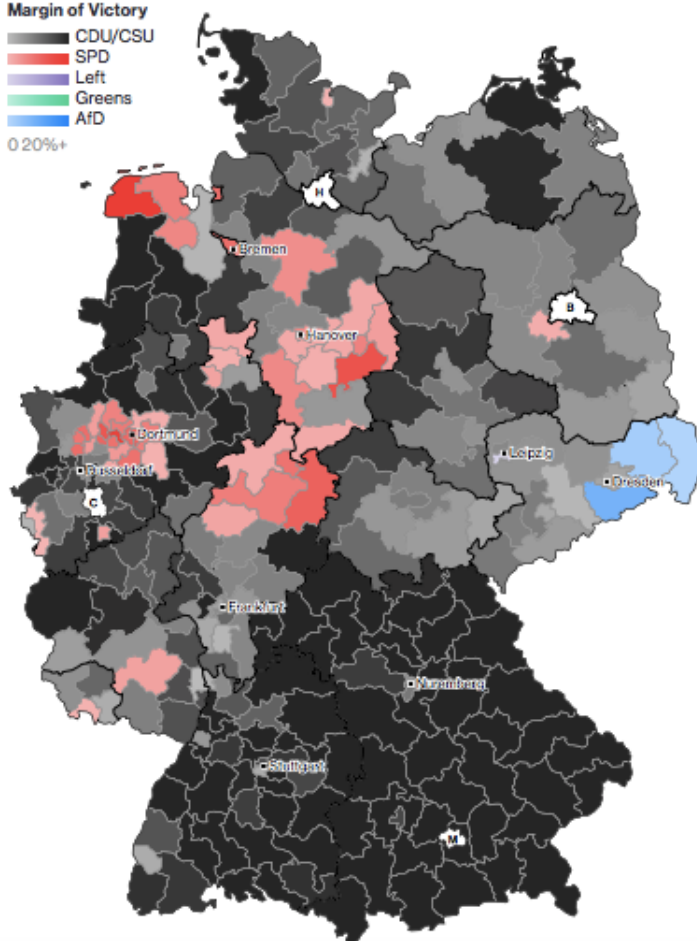 Margin of Victory
CDU/CSU
SPD
Left
Greens
AfD
0 20%+
H
Bremen
B
Hanover
Dortmund
Leipzig
Düsseldorf
Dresden
C
Frankfurt
Nuremberg
Stuttgart
M